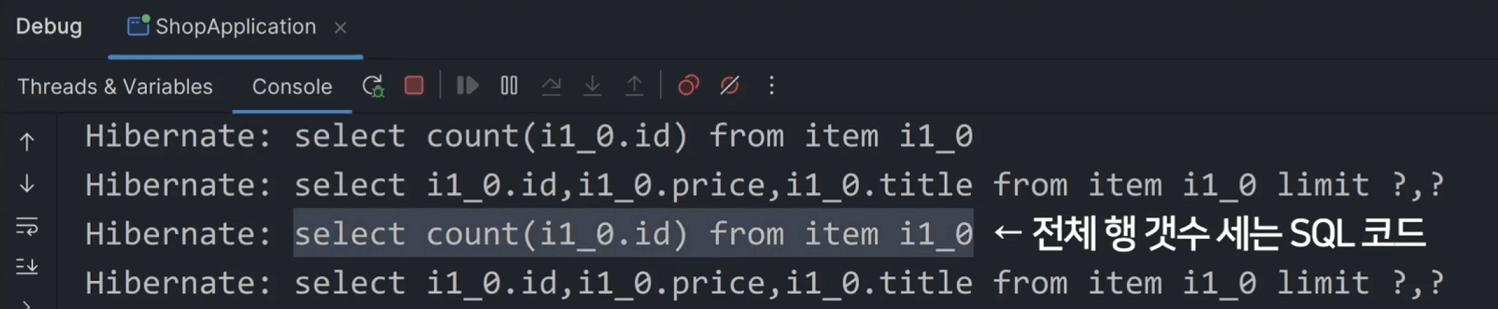 Debug ShopApplication
Threads & Variables Console
Hibernate: select count(i1_0.id) from item i1_0
Hibernate: select i1_0.id,i1_0.price,i1_0.title from item i1_0 limit ?,?
Hibernate: select count(i1_0.id) from item i1_0 ← 전체 행 갯수 세는 SQL 코드
Hibernate: select i1_0.id,i1_0.price,i1_0.title from item i1_0 limit ?,?